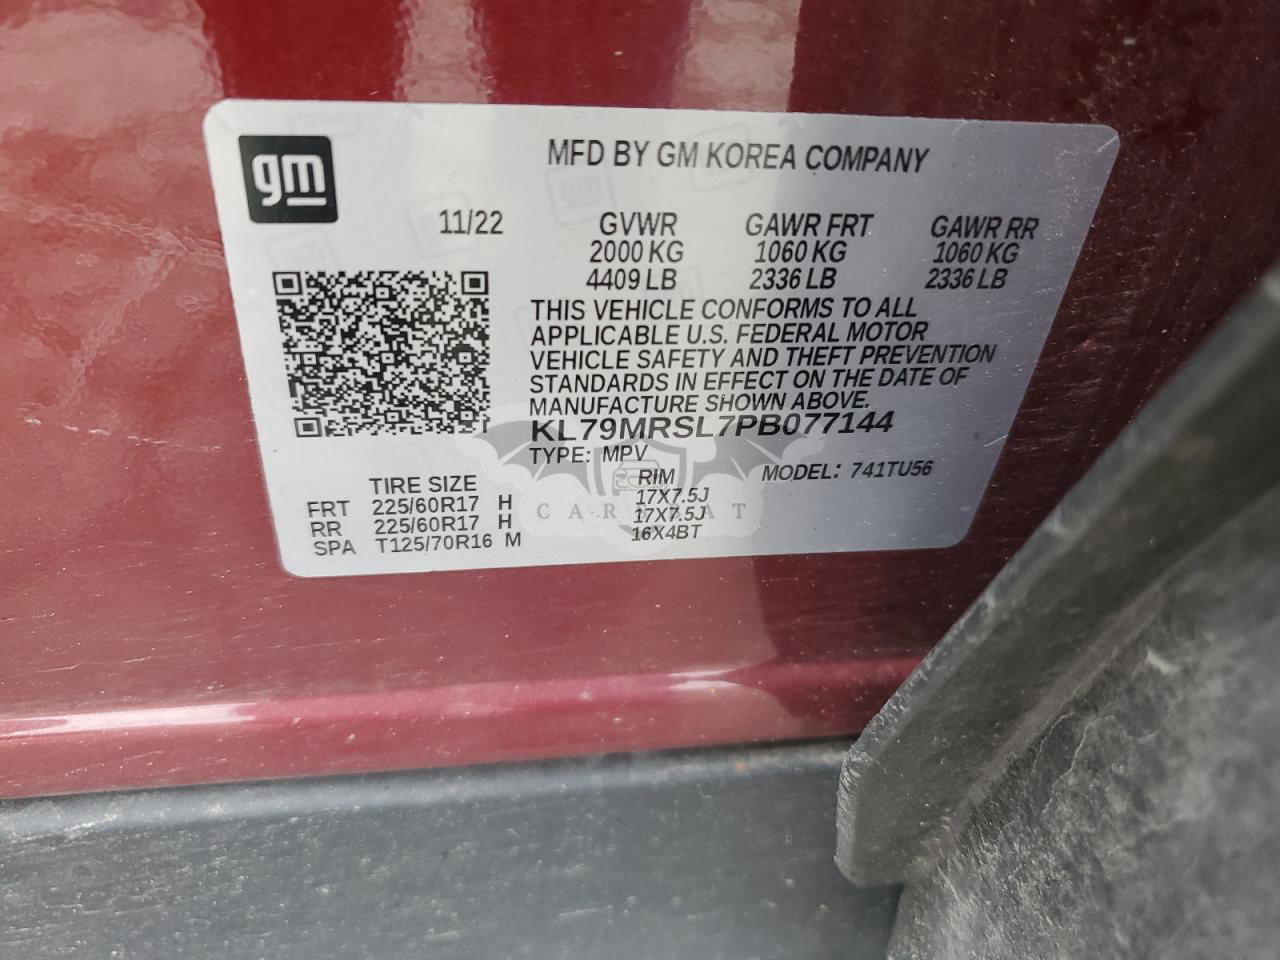 gm
MFD BY GM KOREA COMPANY
11/22
GVWR GAWR FRT GAWR RR
2000 KG 1060 KG 1060 KG
4409 LB 2336 LB 2336 LB
THIS VEHICLE CONFORMS TO ALL
APPLICABLE U.S. FEDERAL MOTOR
VEHICLE SAFETY AND THEFT PREVENTION
STANDARDS IN EFFECT ON THE DATE OF
MANUFACTURE SHOWN ABOVE.
KL79MRSL7PB077144
TYPE: MPV
MODEL: 741TU56
TIRE SIZE RIM
FRT 225/60R17 H 17X7.5J
RR 225/60R17 H 17X7.5J
SPA T125/70R16 M 16X4BT